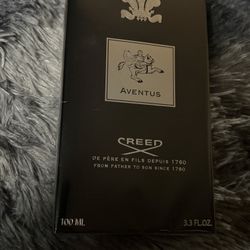 AVENTUS
CREED
DE PÈRE EN FILS DEPUIS 1760
FROM FATHER TO SON SINCE 1760
100 ML 3.3 FL.OZ.